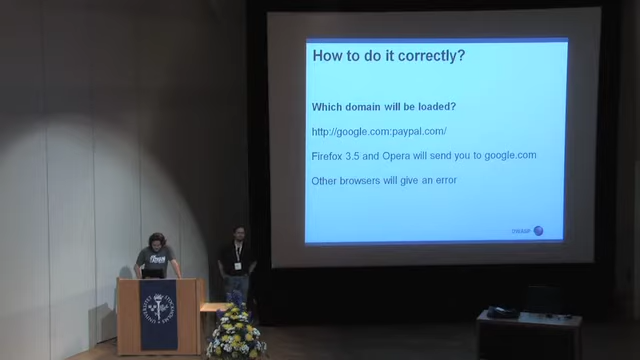 How to do it correctly?
Which domain will be loaded?
http://google.com:paypal.com/
Firefox 3.5 and Opera will send you to google.com
Other browsers will give an error